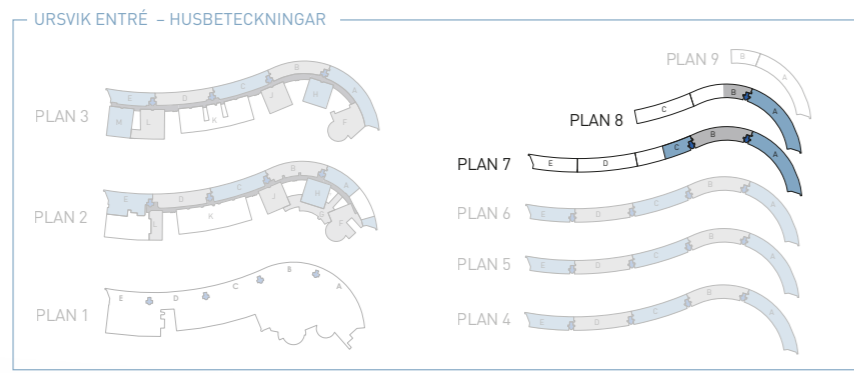 URSVIK ENTRÉ – HUSBETECKNINGAR
PLAN 3
E D C B A
M L K J H F
PLAN 2
E D C B A
L K J H G F
PLAN 1
E D C B A
PLAN 9
B A
PLAN 8
C B A
PLAN 7
E D C B A
PLAN 6
E D C B A
PLAN 5
E D C B A
PLAN 4
E D C B A